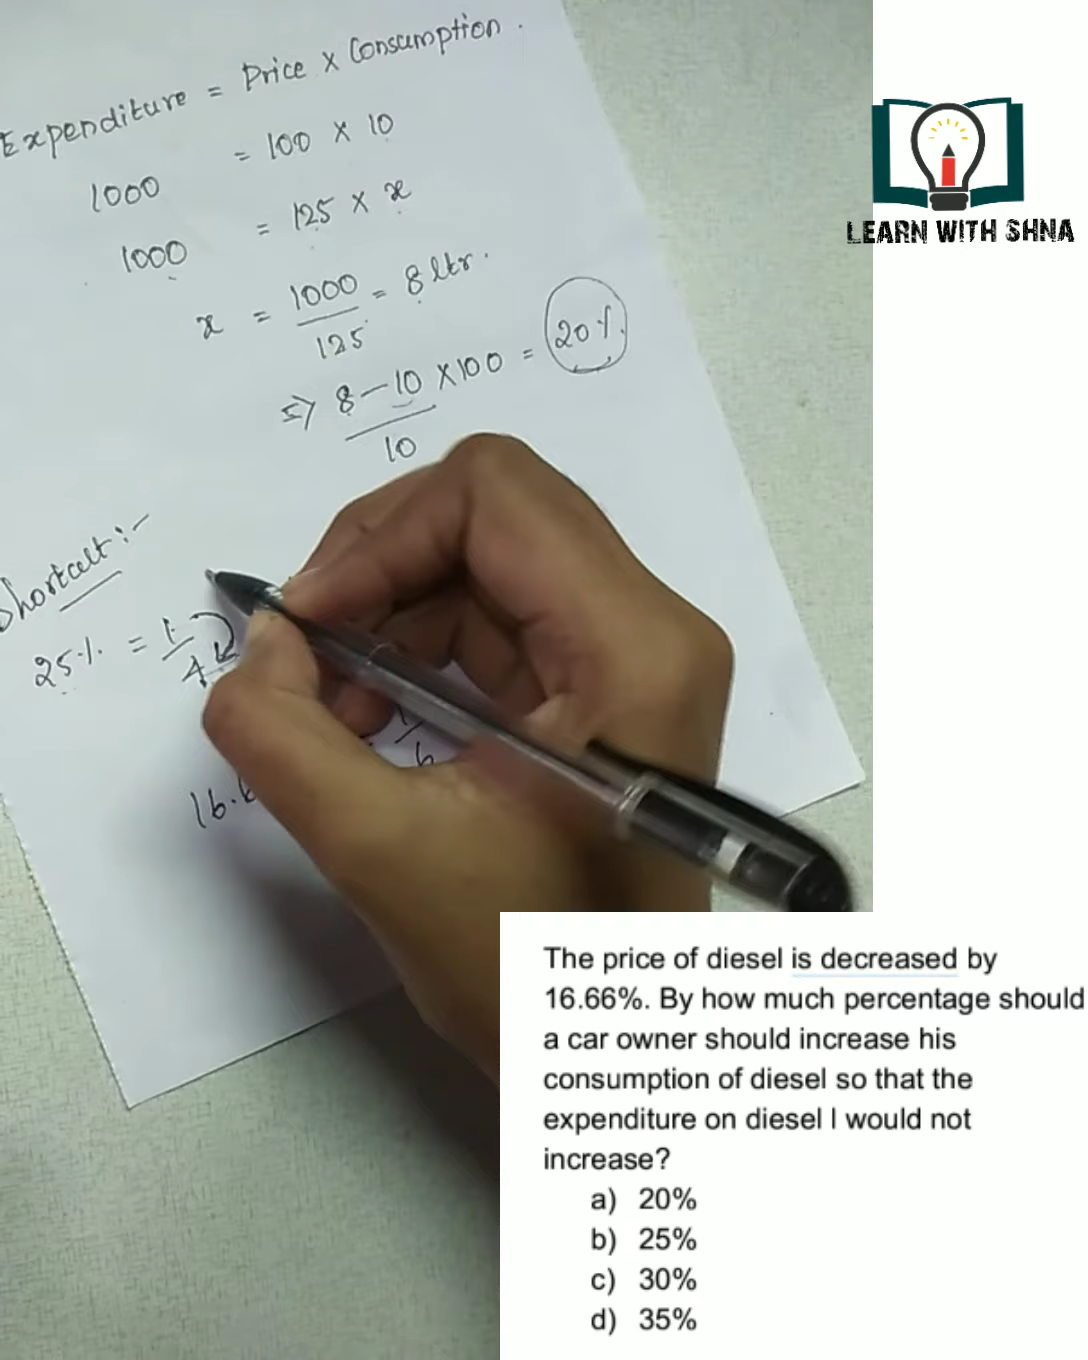 Expenditure = Price × Consumption.
1000 = 100 × 10
1000 = 125 × x
x = 1000/125 = 8 ltr.
⇒ 8-10/10 ×100 = 20%
Shortcut:-
25% = 1/4
16.6
1/6
LEARN WITH SHNA
The price of diesel is decreased by
16.66%. By how much percentage should
a car owner should increase his
consumption of diesel so that the
expenditure on diesel I would not
increase?
a) 20%
b) 25%
c) 30%
d) 35%